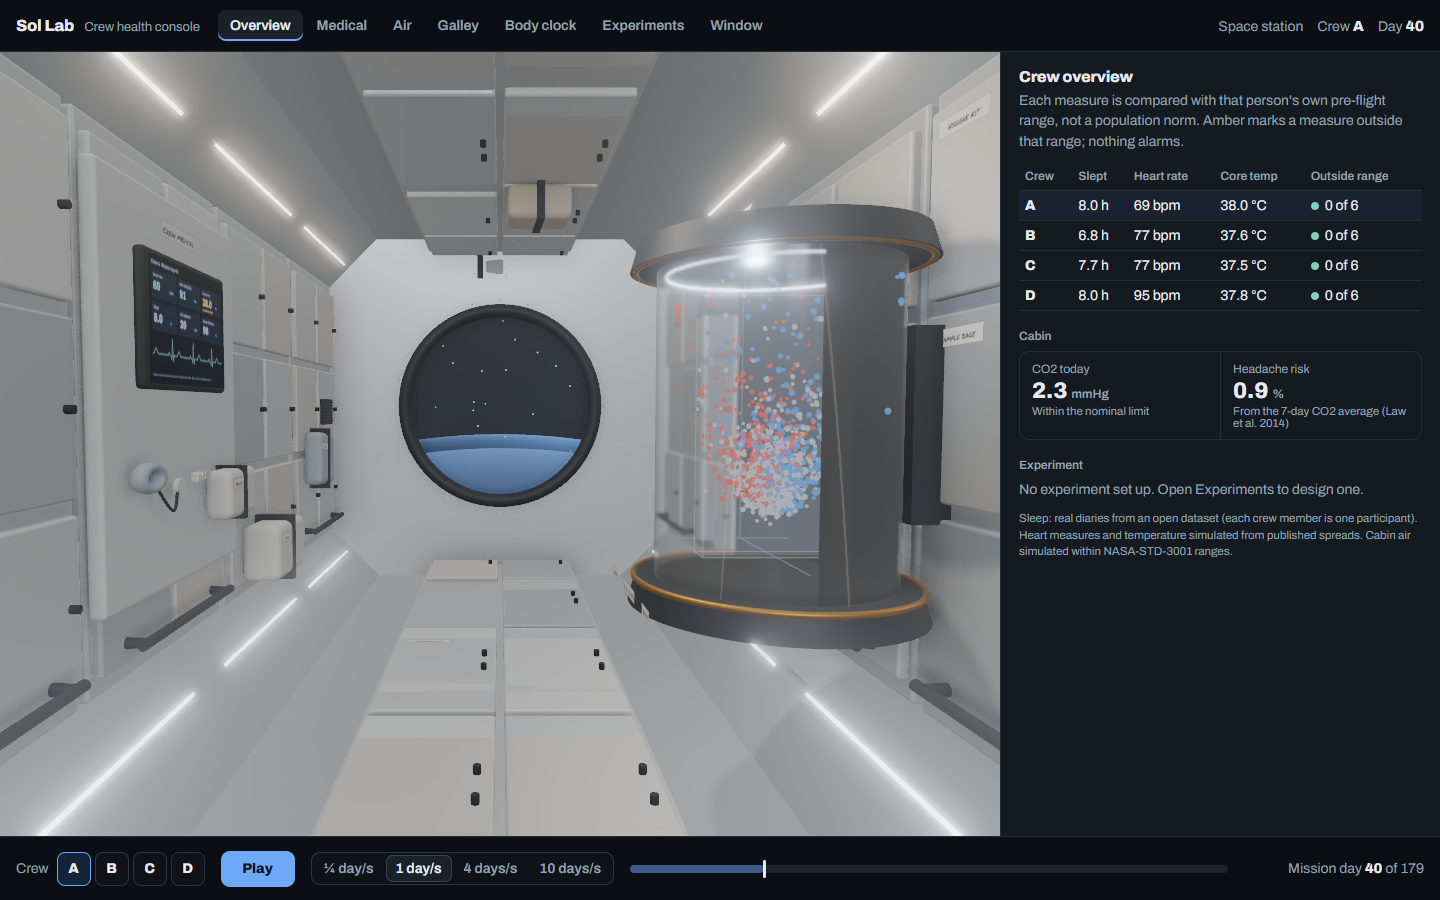 Sol Lab Crew health console Overview Medical Air Galley Body clock Experiments Window Space station Crew A Day 40
CREW MEDICAL
HYGIENE KIT
Crew overview
Each measure is compared with that person's own pre-flight
range, not a population norm. Amber marks a measure outside
that range; nothing alarms.
Crew Slept Heart rate Core temp Outside range
A 8.0 h 69 bpm 38.0 °C 0 of 6
B 6.8 h 77 bpm 37.6 °C 0 of 6
C 7.7 h 77 bpm 37.5 °C 0 of 6
D 8.0 h 95 bpm 37.8 °C 0 of 6
Cabin
CO2 today
2.3 mmHg
Within the nominal limit
Headache risk
0.9 %
From the 7-day CO2 average (Law
et al. 2014)
Experiment
No experiment set up. Open Experiments to design one.
Sleep: real diaries from an open dataset (each crew member is one participant).
Heart measures and temperature simulated from published spreads. Cabin air
simulated within NASA-STD-3001 ranges.
Crew A B C D Play ¼ day/s 1 day/s 4 day/s 10 days/s Mission day 40 of 179